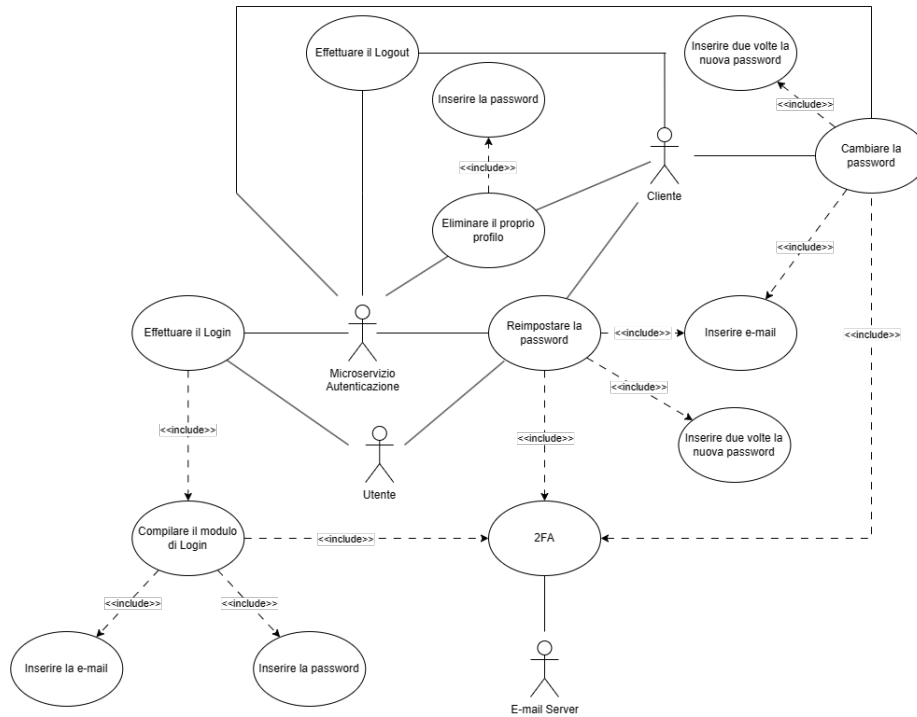 Effettuare il Logout
Inserire due volte la
nuova password
Inserire la password
<<include>>
Cambiare la
password
<<include>>
Cliente
Eliminare il proprio
profilo
<<include>>
Effettuare il Login
Reimpostare la
password
<<include>>
Inserire e-mail
<<include>>
Microservizio
Autenticazione
<<include>>
<<include>>
<<include>>
Inserire due volte la
nuova password
Utente
Compilare il modulo
di Login
<<include>>
2FA
<<include>>
<<include>>
Inserire la e-mail
Inserire la password
E-mail Server